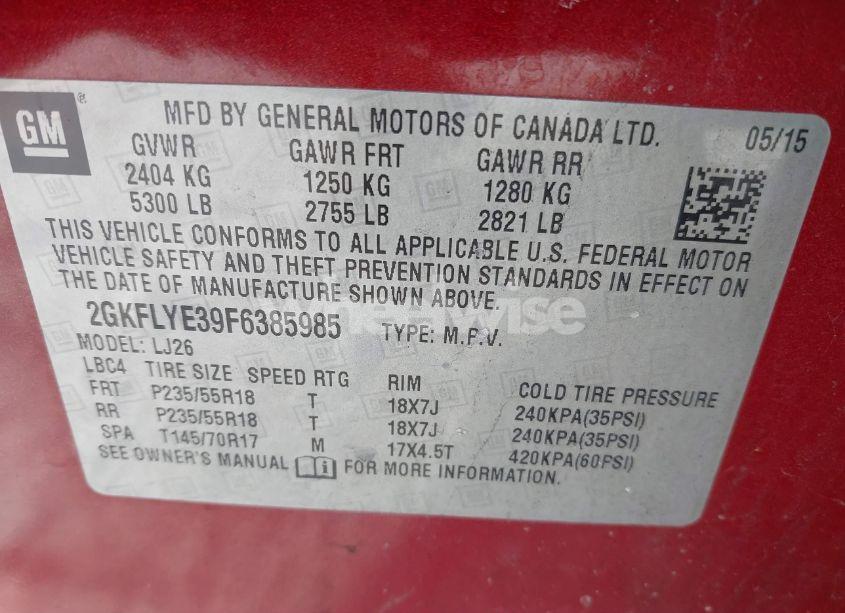 GM ®
MFD BY GENERAL MOTORS OF CANADA LTD. 05/15
GVWR GAWR FRT GAWR RR
2404 KG 1250 KG 1280 KG
5300 LB 2755 LB 2821 LB
THIS VEHICLE CONFORMS TO ALL APPLICABLE U.S. FEDERAL MOTOR
VEHICLE SAFETY AND THEFT PREVENTION STANDARDS IN EFFECT ON
THE DATE OF MANUFACTURE SHOWN ABOVE.
2GKFLYE39F6385985 TYPE: M.P.V.
MODEL: LJ26
LBC4 TIRE SIZE SPEED RTG RIM COLD TIRE PRESSURE
FRT P235/55R18 T 18X7J 240KPA(35PSI)
RR P235/55R18 T 18X7J 240KPA(35PSI)
SPA T145/70R17 M 17X4.5T 420KPA(60PSI)
SEE OWNER'S MANUAL i FOR MORE INFORMATION.